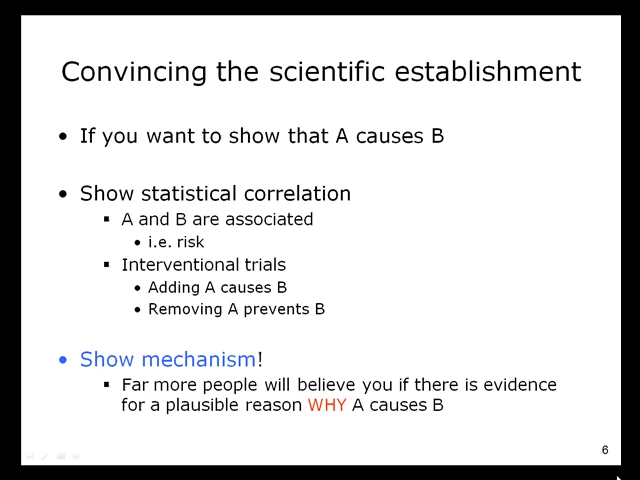 Convincing the scientific establishment
• If you want to show that A causes B
• Show statistical correlation
▪ A and B are associated
• i.e. risk
▪ Interventional trials
• Adding A causes B
• Removing A prevents B
• Show mechanism!
▪ Far more people will believe you if there is evidence
for a plausible reason WHY A causes B
6